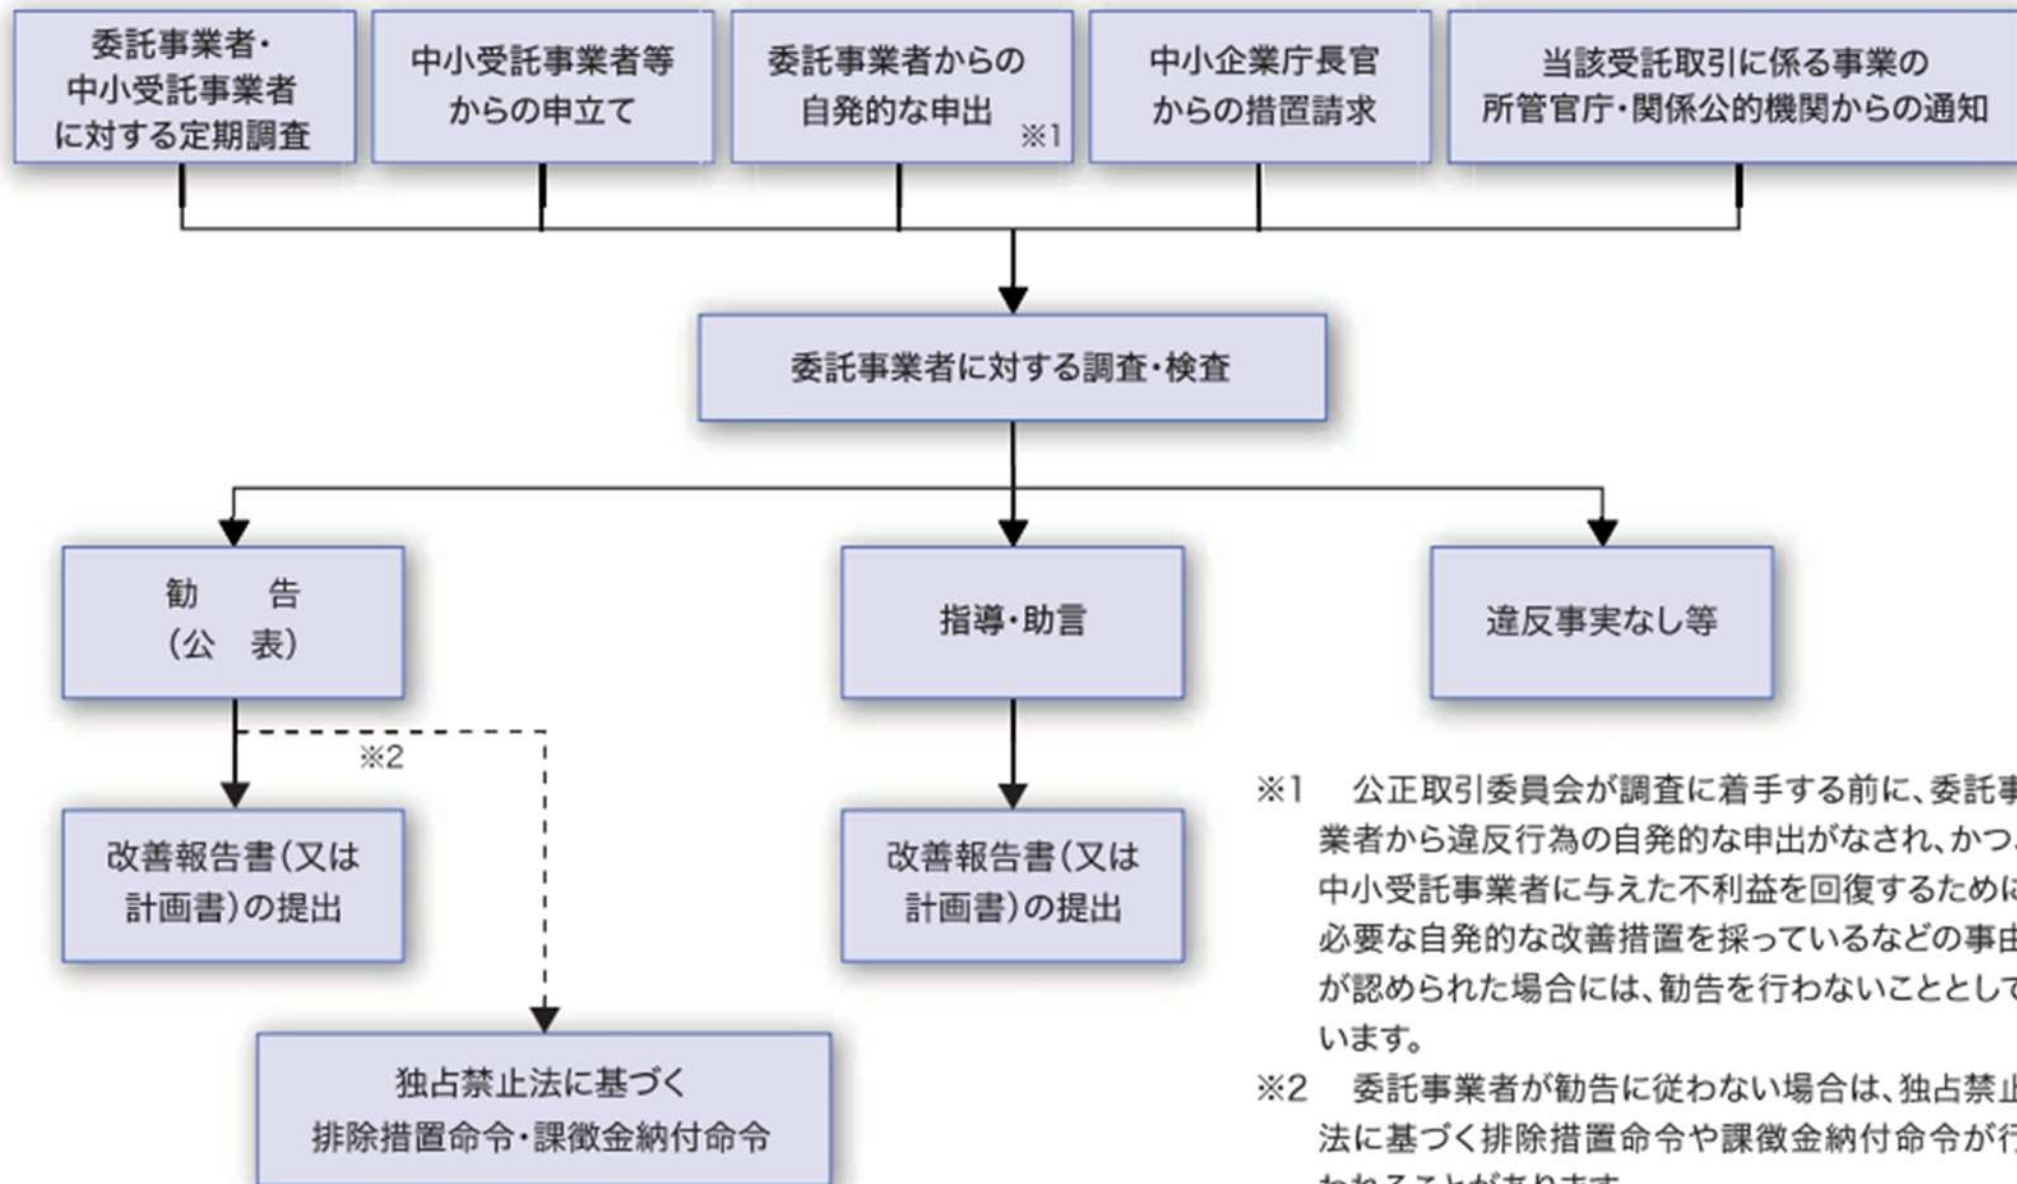 委託事業者・
中小受託事業者
に対する定期調査
中小受託事業者等
からの申立て
委託事業者からの
自発的な申出
※1
中小企業庁長官
からの措置請求
当該受託取引に係る事業の
所管官庁・関係公的機関からの通知
委託事業者に対する調査・検査
勧　　告
（公　表）
指導・助言
違反事実なし等
※2
改善報告書（又は
計画書）の提出
改善報告書（又は
計画書）の提出
独占禁止法に基づく
排除措置命令・課徴金納付命令
※1　公正取引委員会が調査に着手する前に、委託事
業者から違反行為の自発的な申出がなされ、かつ、
中小受託事業者に与えた不利益を回復するために
必要な自発的な改善措置を採っているなどの事由
が認められた場合には、勧告を行わないこととして
います。
※2　委託事業者が勧告に従わない場合は、独占禁止
法に基づく排除措置命令や課徴金納付命令が行
われることがあります